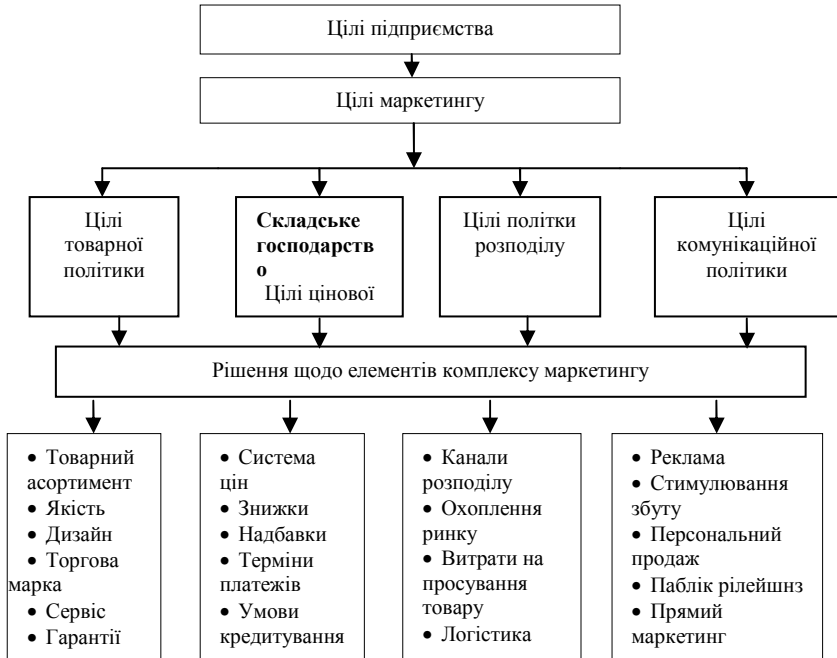 Цілі підприємства
Цілі маркетингу
Цілі
товарної
політики
Складське
господарств
о
Цілі цінової
Цілі політки
розподілу
Цілі
комунікаційної
політики
Рішення щодо елементів комплексу маркетингу
• Товарний
асортимент
• Якість
• Дизайн
• Торгова
марка
• Сервіс
• Гарантії
• Система
цін
• Знижки
• Надбавки
• Терміни
платежів
• Умови
кредитування
• Канали
розподілу
• Охоплення
ринку
• Витрати на
просування
товару
• Логістика
• Реклама
• Стимулювання
збуту
• Персональний
продаж
• Паблік рілейшнз
• Прямий
маркетинг